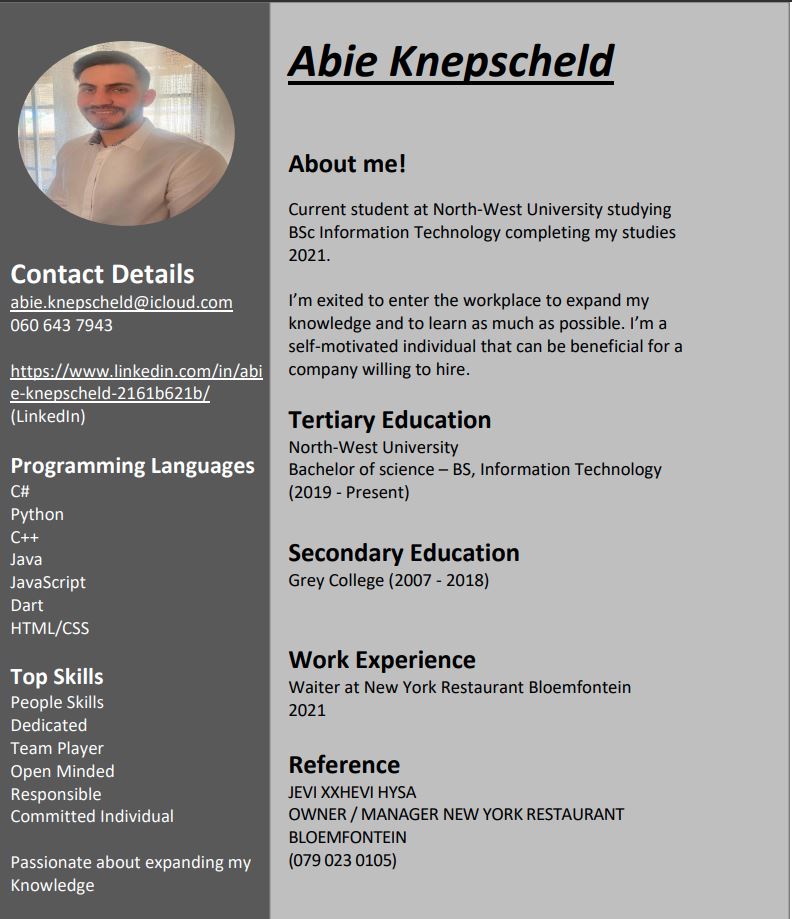 Abie Knepscheld
Contact Details
abie.knepscheld@icloud.com
060 643 7943
https://www.linkedin.com/in/abi
e-knepscheld-2161b621b/
(LinkedIn)
Programming Languages
C#
Python
C++
Java
JavaScript
Dart
HTML/CSS
Top Skills
People Skills
Dedicated
Team Player
Open Minded
Responsible
Committed Individual
Passionate about expanding my
Knowledge
About me!
Current student at North-West University studying
BSc Information Technology completing my studies
2021.
I’m exited to enter the workplace to expand my
knowledge and to learn as much as possible. I’m a
self-motivated individual that can be beneficial for a
company willing to hire.
Tertiary Education
North-West University
Bachelor of science – BS, Information Technology
(2019 - Present)
Secondary Education
Grey College (2007 - 2018)
Work Experience
Waiter at New York Restaurant Bloemfontein
2021
Reference
JEVI XXHEVI HYSA
OWNER / MANAGER NEW YORK RESTAURANT
BLOEMFONTEIN
(079 023 0105)